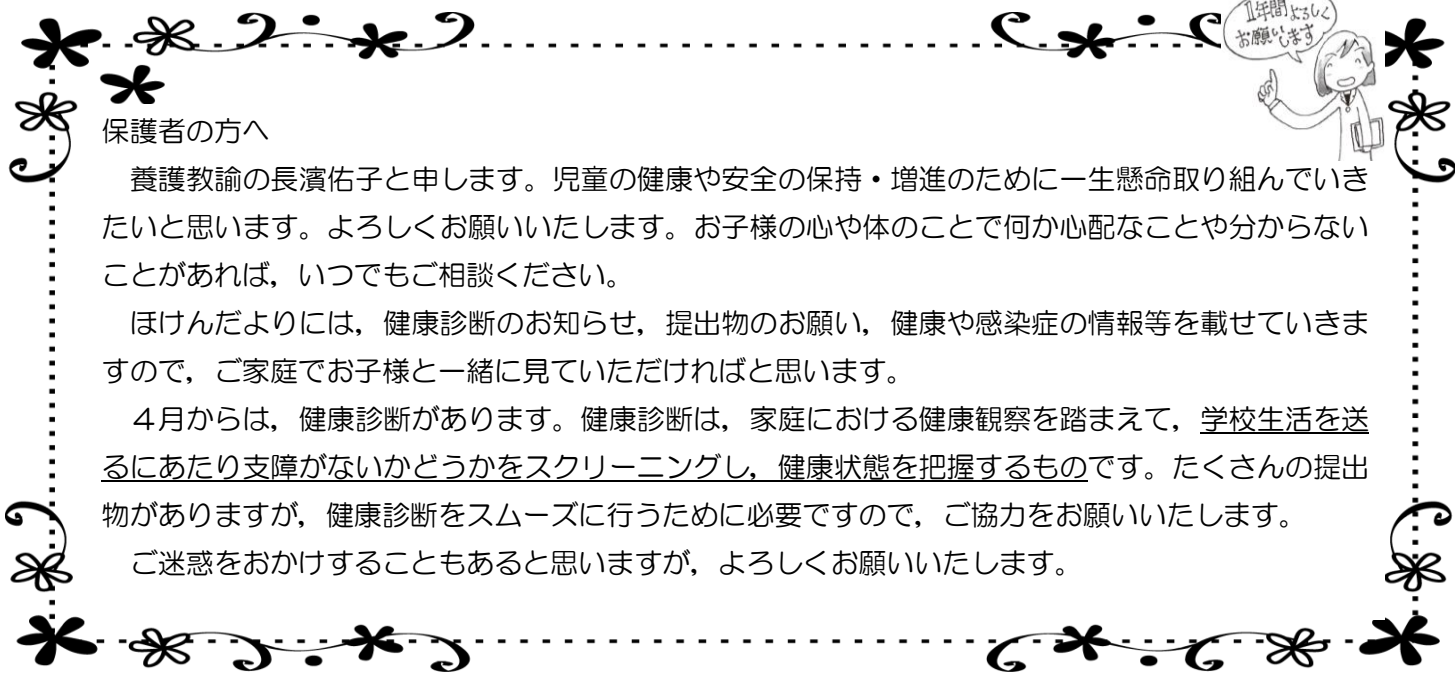 1年間よろしく
お願いします
保護者の方へ
養護教諭の長濱佑子と申します。児童の健康や安全の保持・増進のために一生懸命取り組んでいき
たいと思います。よろしくお願いいたします。お子様の心や体のことで何か心配なことや分からない
ことがあれば，いつでもご相談ください。
ほけんだよりには，健康診断のお知らせ，提出物のお願い，健康や感染症の情報等を載せていきま
すので，ご家庭でお子様と一緒に見ていただければと思います。
４月からは，健康診断があります。健康診断は，家庭における健康観察を踏まえて，学校生活を送
るにあたり支障がないかどうかをスクリーニングし，健康状態を把握するものです。たくさんの提出
物がありますが，健康診断をスムーズに行うために必要ですので，ご協力をお願いいたします。
ご迷惑をおかけすることもあると思いますが，よろしくお願いいたします。